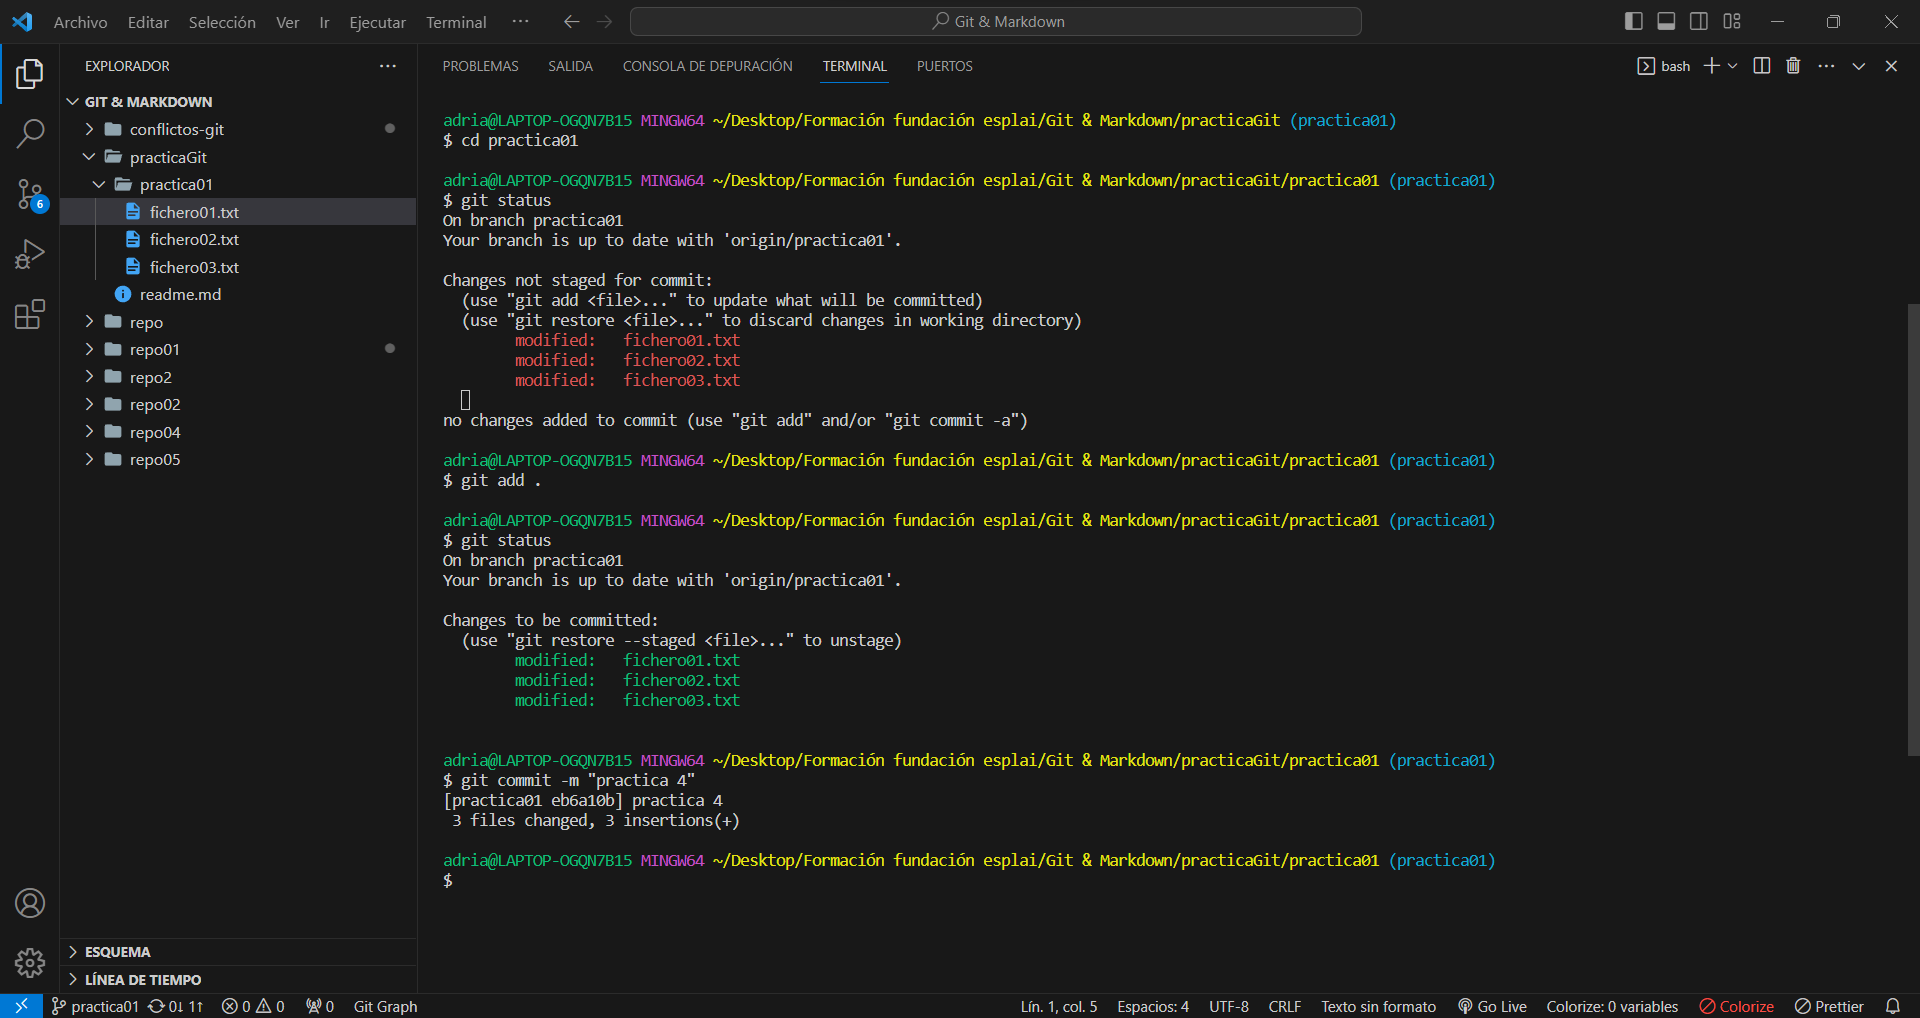 Archivo Editar Selección Ver Ir Ejecutar Terminal ··· Git & Markdown
EXPLORADOR ···
GIT & MARKDOWN
conflictos-git
practicaGit
practica01
fichero01.txt
fichero02.txt
fichero03.txt
readme.md
repo
repo01
repo2
repo02
repo04
repo05
6
ESQUEMA
LÍNEA DE TIEMPO
PROBLEMAS SALIDA CONSOLA DE DEPURACIÓN TERMINAL PUERTOS bash
adria@LAPTOP-OGQN7B15 MINGW64 ~/Desktop/Formación fundación esplai/Git & Markdown/practicaGit (practica01)
$ cd practica01
adria@LAPTOP-OGQN7B15 MINGW64 ~/Desktop/Formación fundación esplai/Git & Markdown/practicaGit/practica01 (practica01)
$ git status
On branch practica01
Your branch is up to date with 'origin/practica01'.
Changes not staged for commit:
(use "git add <file>..." to update what will be committed)
(use "git restore <file>..." to discard changes in working directory)
modified: fichero01.txt
modified: fichero02.txt
modified: fichero03.txt
no changes added to commit (use "git add" and/or "git commit -a")
adria@LAPTOP-OGQN7B15 MINGW64 ~/Desktop/Formación fundación esplai/Git & Markdown/practicaGit/practica01 (practica01)
$ git add .
adria@LAPTOP-OGQN7B15 MINGW64 ~/Desktop/Formación fundación esplai/Git & Markdown/practicaGit/practica01 (practica01)
$ git status
On branch practica01
Your branch is up to date with 'origin/practica01'.
Changes to be committed:
(use "git restore --staged <file>..." to unstage)
modified: fichero01.txt
modified: fichero02.txt
modified: fichero03.txt
adria@LAPTOP-OGQN7B15 MINGW64 ~/Desktop/Formación fundación esplai/Git & Markdown/practicaGit/practica01 (practica01)
$ git commit -m "practica 4"
[practica01 eb6a10b] practica 4
3 files changed, 3 insertions(+)
adria@LAPTOP-OGQN7B15 MINGW64 ~/Desktop/Formación fundación esplai/Git & Markdown/practicaGit/practica01 (practica01)
$
practica01 0↓ 1↑ 0 0 0 Git Graph Lín. 1, col. 5 Espacios: 4 UTF-8 CRLF Texto sin formato Go Live Colorize: 0 variables Colorize Prettier